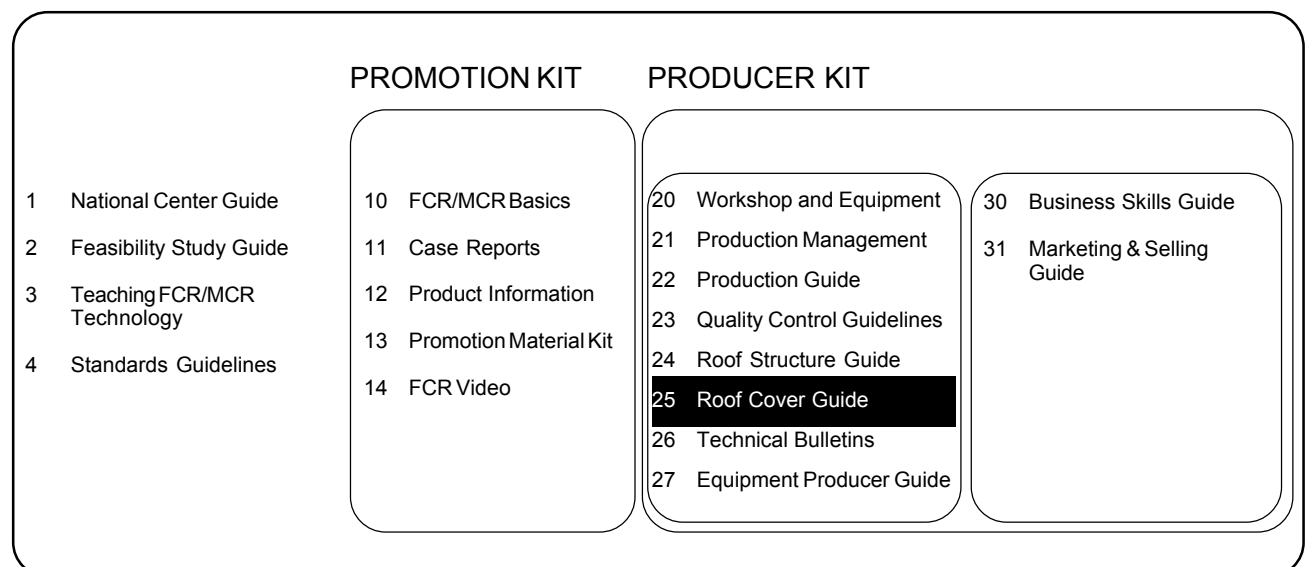 PROMOTION KIT
PRODUCER KIT
1 National Center Guide
2 Feasibility Study Guide
3 Teaching FCR/MCR
Technology
4 Standards Guidelines
10 FCR/MCR Basics
11 Case Reports
12 Product Information
13 Promotion Material Kit
14 FCR Video
20 Workshop and Equipment
21 Production Management
22 Production Guide
23 Quality Control Guidelines
24 Roof Structure Guide
25 Roof Cover Guide
26 Technical Bulletins
27 Equipment Producer Guide
30 Business Skills Guide
31 Marketing & Selling
Guide